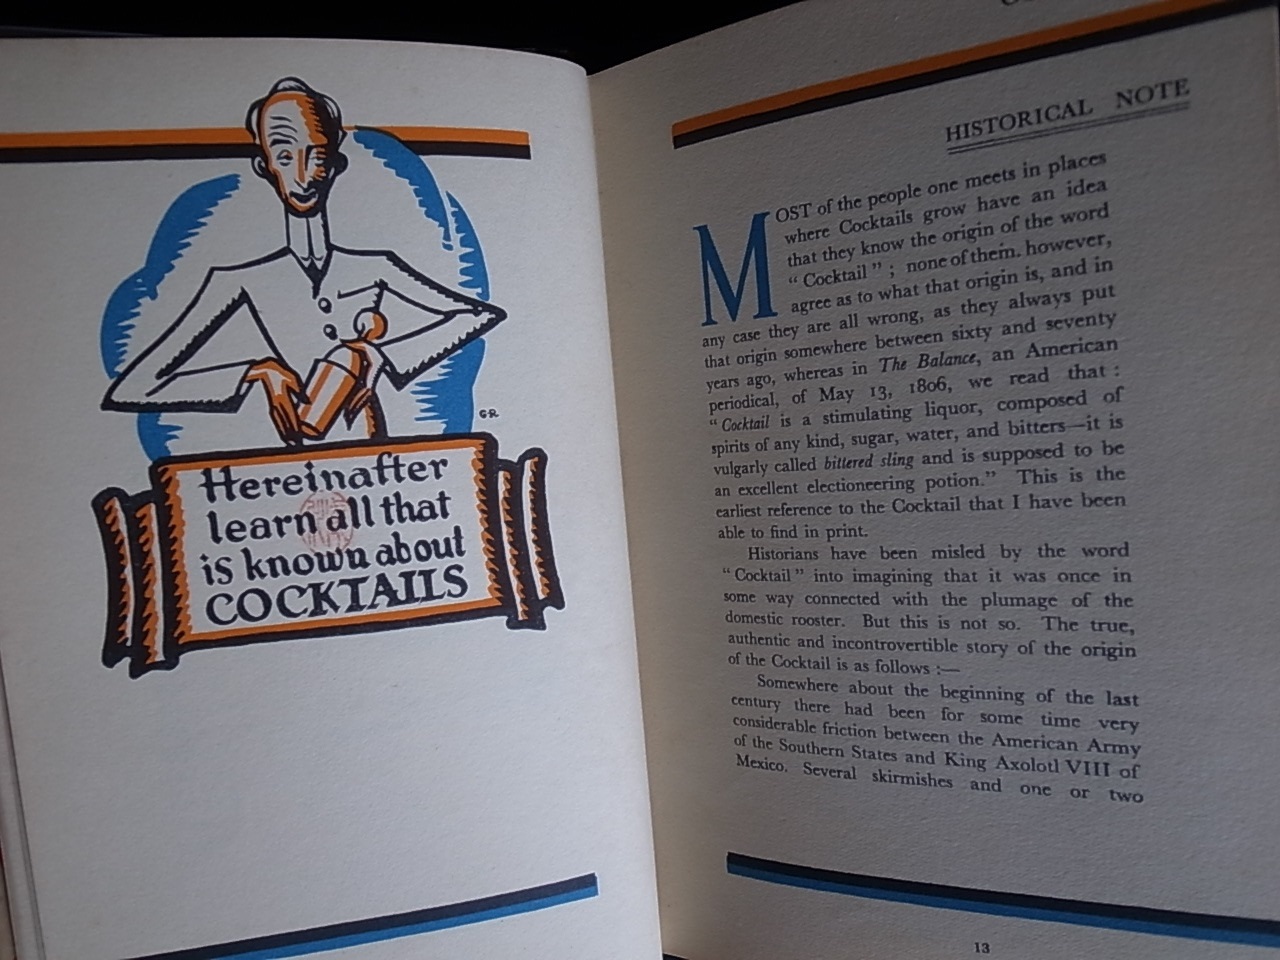 Hereinafter
learn all that
is known about
COCKTAILS
G·R.
HISTORICAL NOTE
MOST of the people one meets in places
where Cocktails grow have an idea
that they know the origin of the word
“ Cocktail ” ; none of them. however,
agree as to what that origin is, and in
any case they are all wrong, as they always put
that origin somewhere between sixty and seventy
years ago, whereas in The Balance, an American
periodical, of May 13, 1806, we read that :
“ Cocktail is a stimulating liquor, composed of
spirits of any kind, sugar, water, and bitters—it is
vulgarly called bittered sling and is supposed to be
an excellent electioneering potion.” This is the
earliest reference to the Cocktail that I have been
able to find in print.
Historians have been misled by the word
“ Cocktail ” into imagining that it was once in
some way connected with the plumage of the
domestic rooster. But this is not so. The true,
authentic and incontrovertible story of the origin
of the Cocktail is as follows :—
Somewhere about the beginning of the last
century there had been for some time very
considerable friction between the American Army
of the Southern States and King Axolotl VIII of
Mexico. Several skirmishes and one or two
13